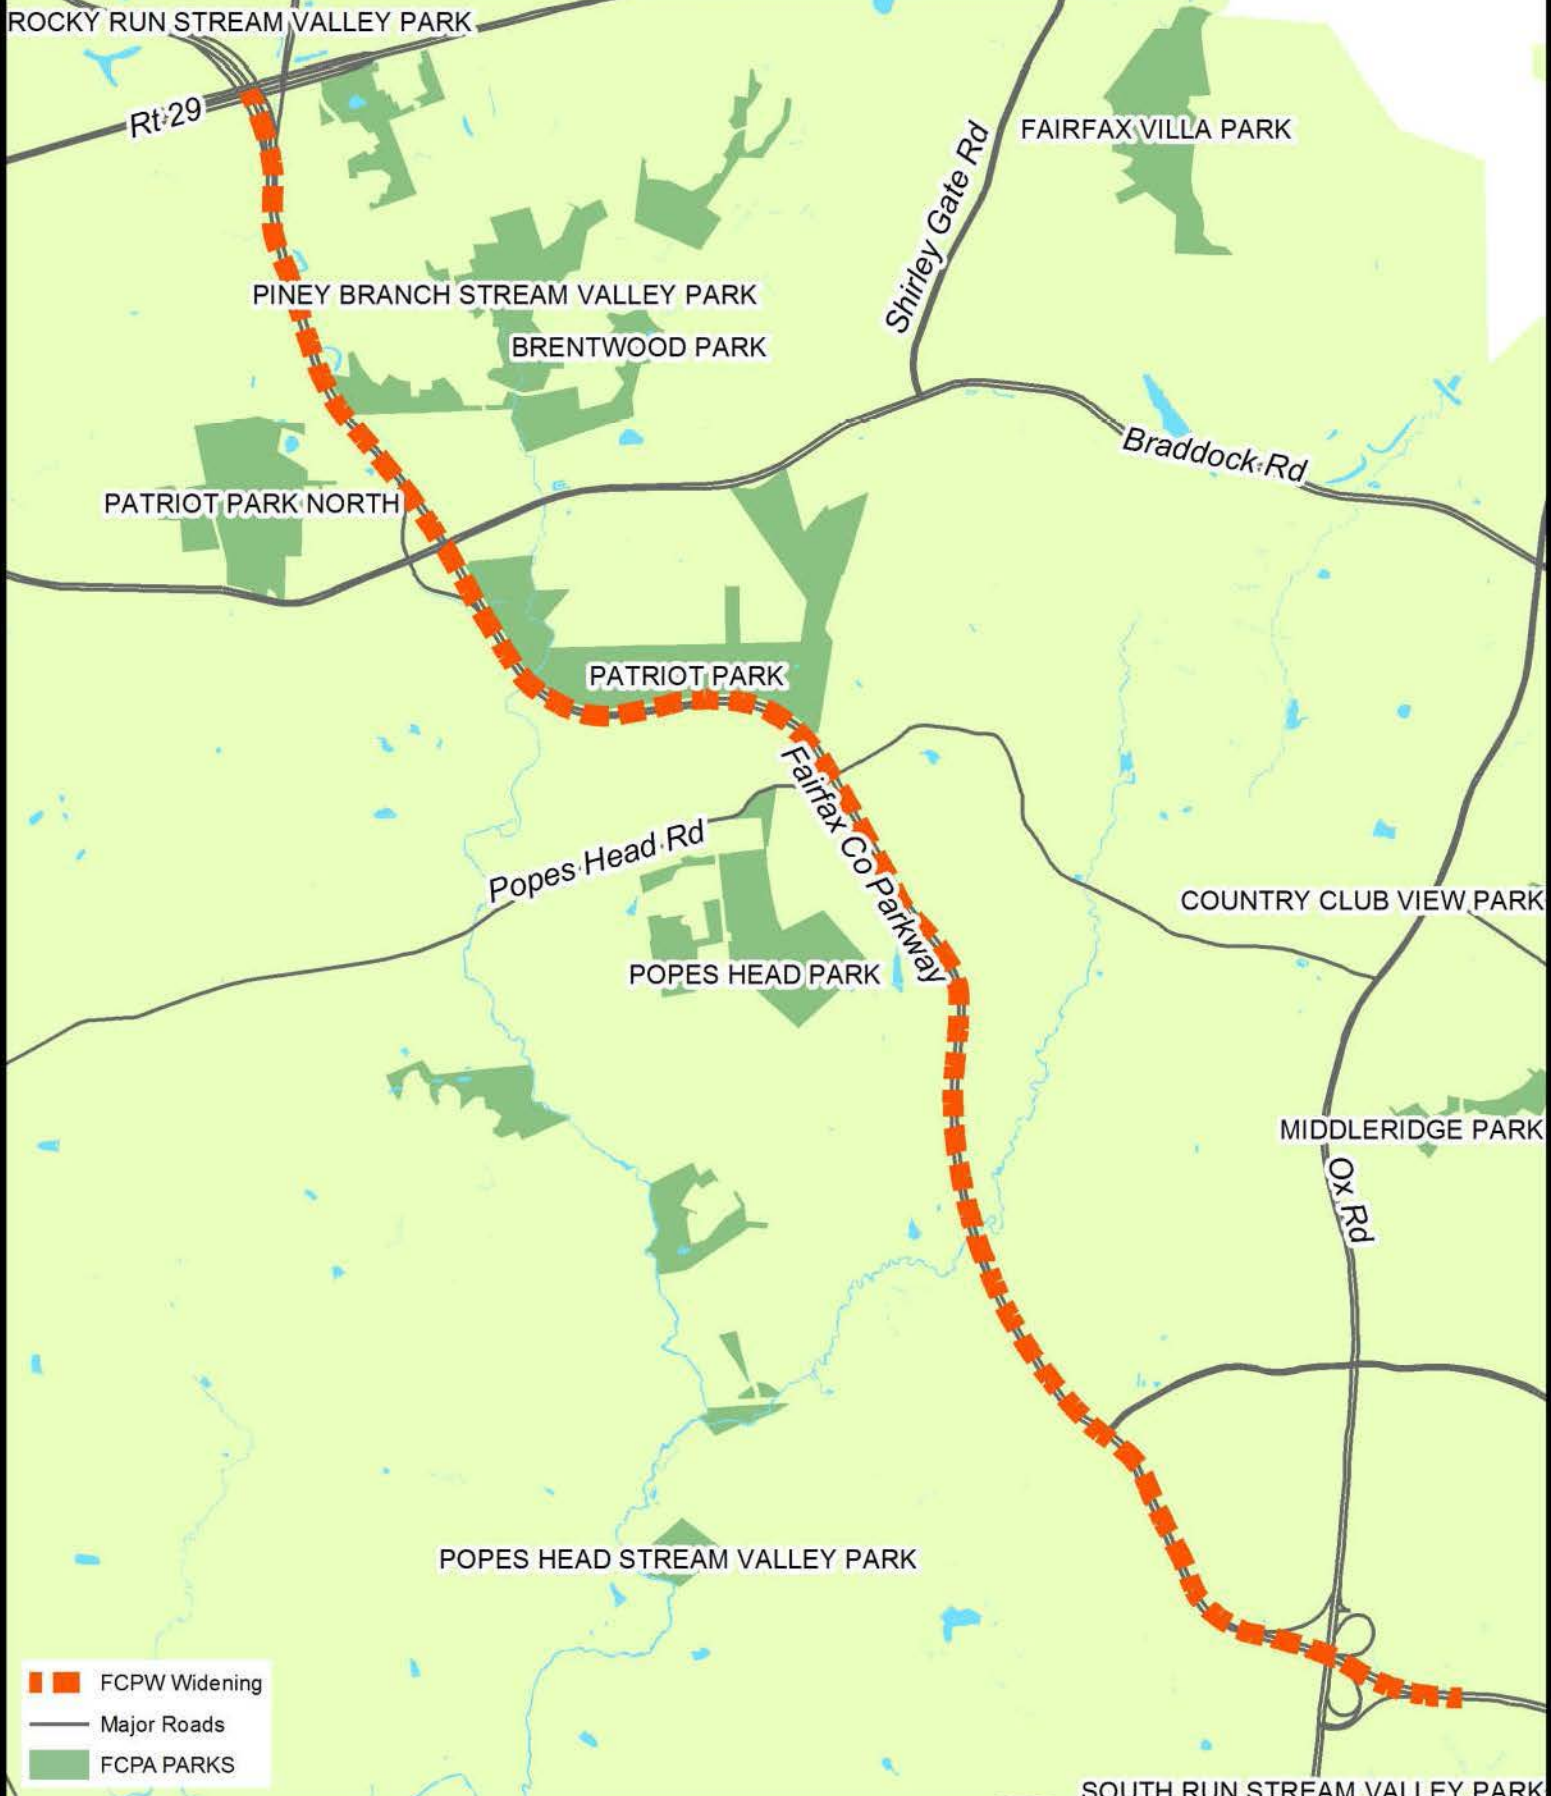 ROCKY RUN STREAM VALLEY PARK
Rt 29
FAIRFAX VILLA PARK
Shirley Gate Rd
PINEY BRANCH STREAM VALLEY PARK
BRENTWOOD PARK
Braddock Rd
PATRIOT PARK NORTH
PATRIOT PARK
Fairfax Co Parkway
Popes Head Rd
COUNTRY CLUB VIEW PARK
POPES HEAD PARK
MIDDLERIDGE PARK
Ox Rd
POPES HEAD STREAM VALLEY PARK
FCPW Widening
Major Roads
FCPA PARKS
SOUTH RUN STREAM VALLEY PARK